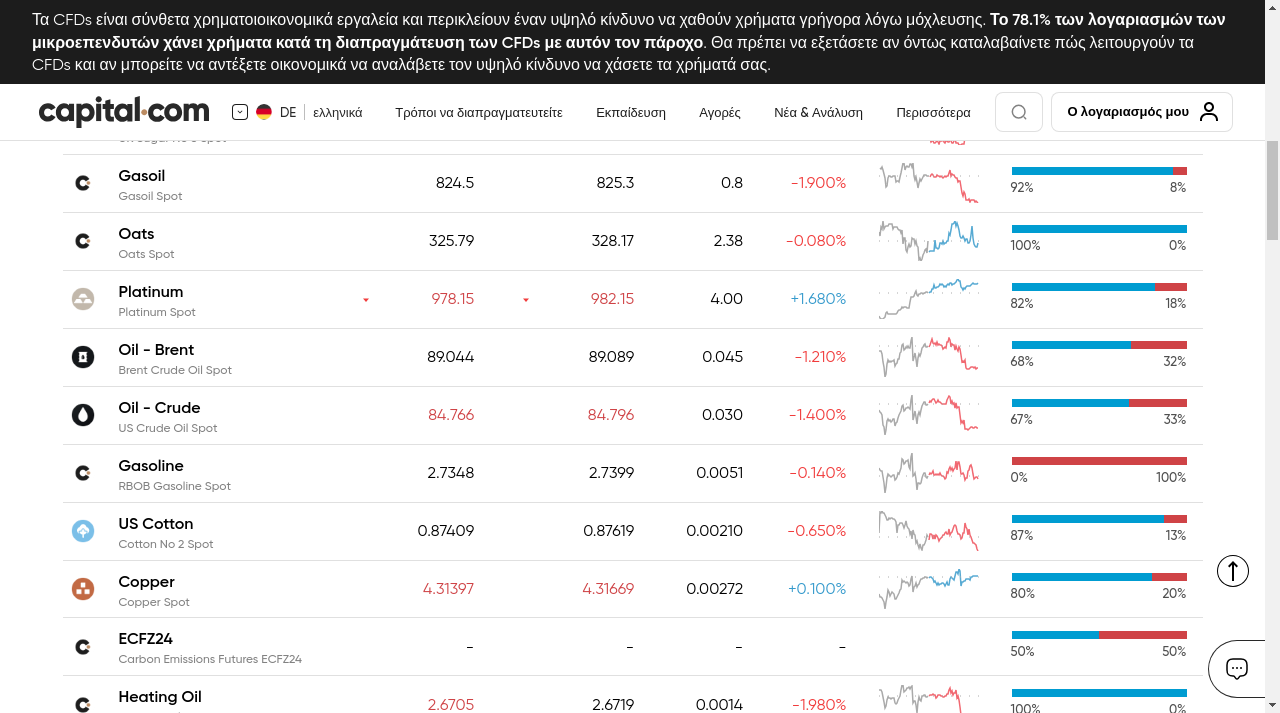 Τα CFDs είναι σύνθετα χρηματοιοικονομικά εργαλεία και περικλείουν έναν υψηλό κίνδυνο να χαθούν χρήματα γρήγορα λόγω μόχλευσης. Το 78.1% των λογαριασμών των
μικροεπενδυτών χάνει χρήματα κατά τη διαπραγμάτευση των CFDs με αυτόν τον πάροχο. Θα πρέπει να εξετάσετε αν όντως καταλαβαίνετε πώς λειτουργούν τα
CFDs και αν μπορείτε να αντέξετε οικονομικά να αναλάβετε τον υψηλό κίνδυνο να χάσετε τα χρήματά σας.
capital.com DE ελληνικά Τρόποι να διαπραγματευτείτε Εκπαίδευση Αγορές Νέα & Ανάλυση Περισσότερα Ο λογαριασμός μου
Gasoil 824.5 825.3 0.8 -1.900%
Gasoil Spot 92% 8%
Oats 325.79 328.17 2.38 -0.080%
Oats Spot 100% 0%
Platinum 978.15 982.15 4.00 +1.680%
Platinum Spot 82% 18%
Oil - Brent 89.044 89.089 0.045 -1.210%
Brent Crude Oil Spot 68% 32%
Oil - Crude 84.766 84.796 0.030 -1.400%
US Crude Oil Spot 67% 33%
Gasoline 2.7348 2.7399 0.0051 -0.140%
RBOB Gasoline Spot 0% 100%
US Cotton 0.87409 0.87619 0.00210 -0.650%
Cotton No 2 Spot 87% 13%
Copper 4.31397 4.31669 0.00272 +0.100%
Copper Spot 80% 20%
ECFZ24 - - - -
Carbon Emissions Futures ECFZ24 50% 50%
Heating Oil 2.6705 2.6719 0.0014 -1.980%
100% 0%